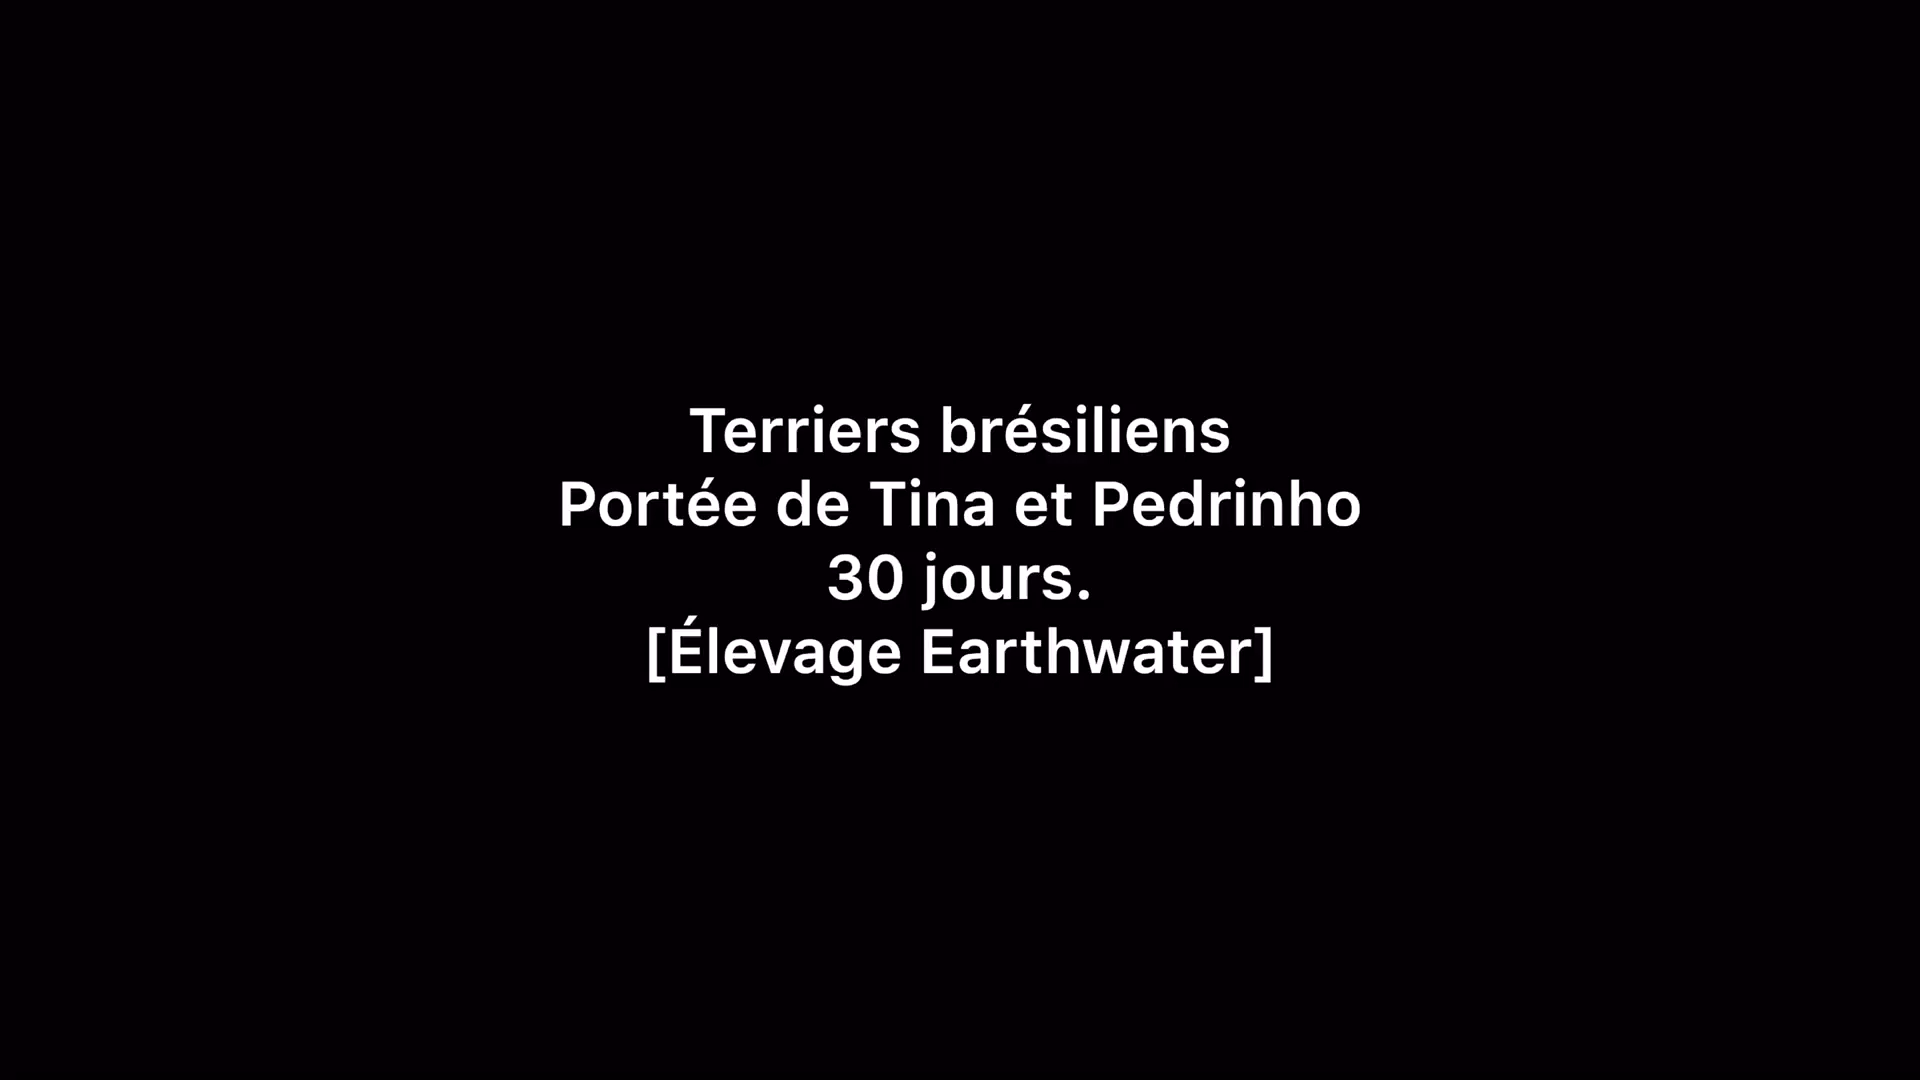 Terriers brésiliens
Portée de Tina et Pedrinho
30 jours.
[Élevage Earthwater]